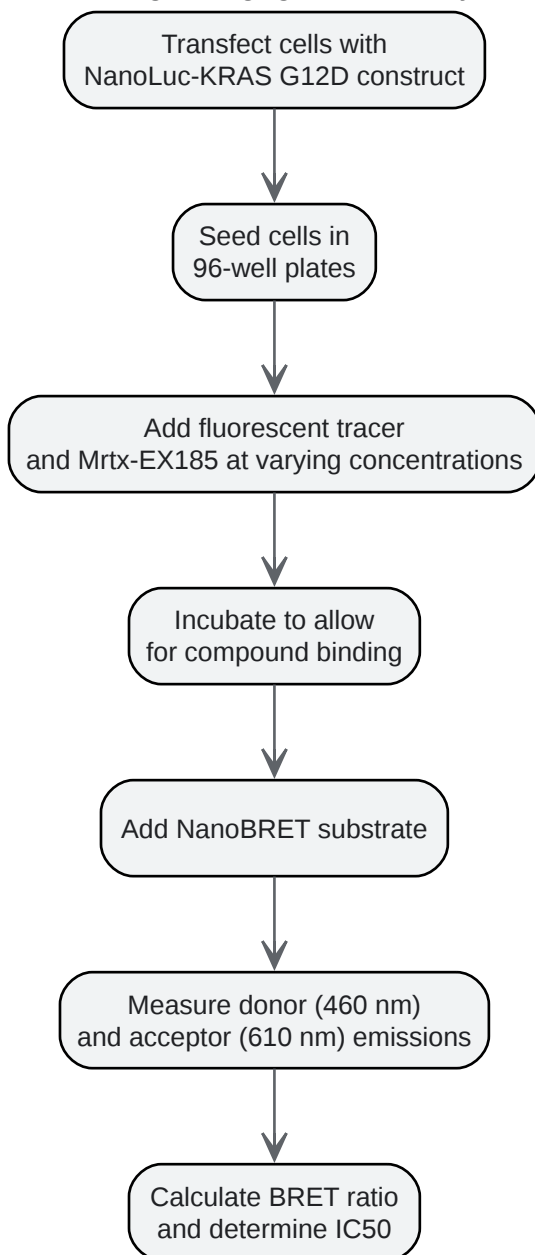 Transfect cells with
NanoLuc-KRAS G12D construct
Seed cells in
96-well plates
Add fluorescent tracer
and Mrtx-EX185 at varying concentrations
Incubate to allow
for compound binding
Add NanoBRET substrate
Measure donor (460 nm)
and acceptor (610 nm) emissions
Calculate BRET ratio
and determine IC50